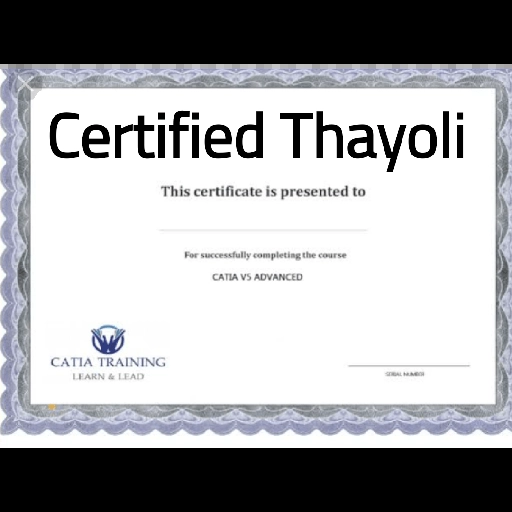 Certified Thayoli
This certificate is presented to
For successfully completing the course
CATIA V5 ADVANCED
CATIA TRAINING
LEARN & LEAD
SERIAL NUMBER